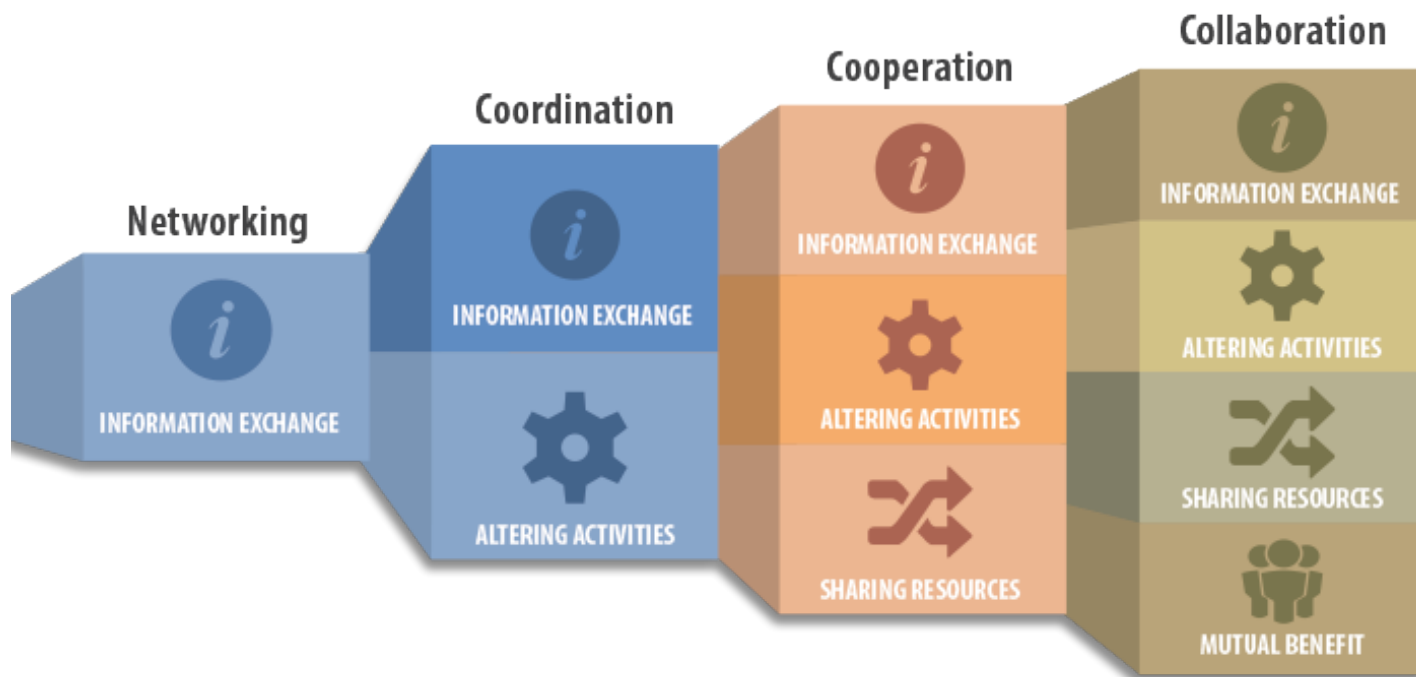 Networking
INFORMATION EXCHANGE
Coordination
INFORMATION EXCHANGE
ALTERING ACTIVITIES
Cooperation
INFORMATION EXCHANGE
ALTERING ACTIVITIES
SHARING RESOURCES
Collaboration
INFORMATION EXCHANGE
ALTERING ACTIVITIES
SHARING RESOURCES
MUTUAL BENEFIT